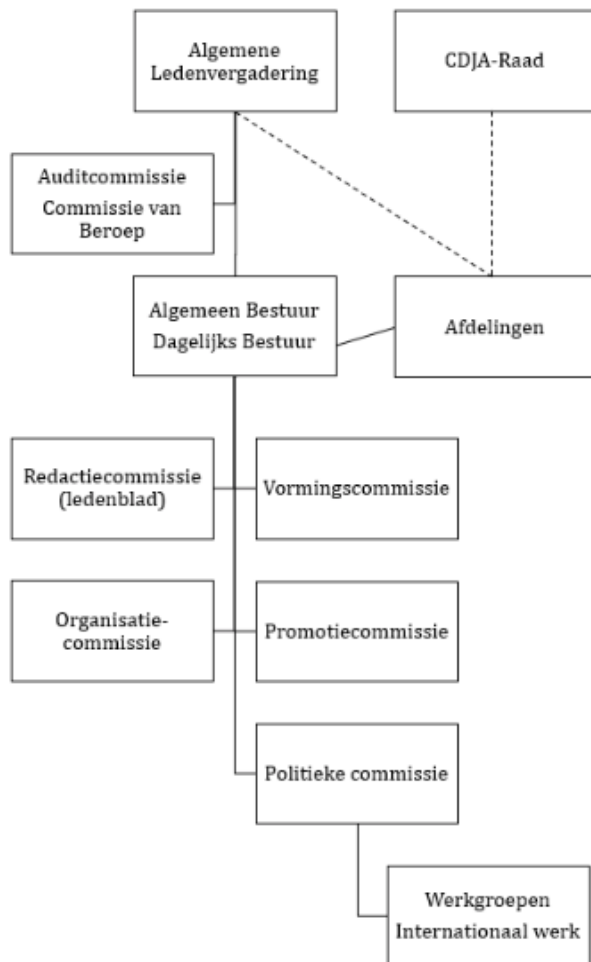 Algemene
Ledenvergadering
CDJA-Raad
Auditcommissie
Commissie van
Beroep
Algemeen Bestuur
Dagelijks Bestuur
Afdelingen
Redactiecommissie
(ledenblad)
Vormingscommissie
Organisatie-
commissie
Promotiecommissie
Politieke commissie
Werkgroepen
Internationaal werk